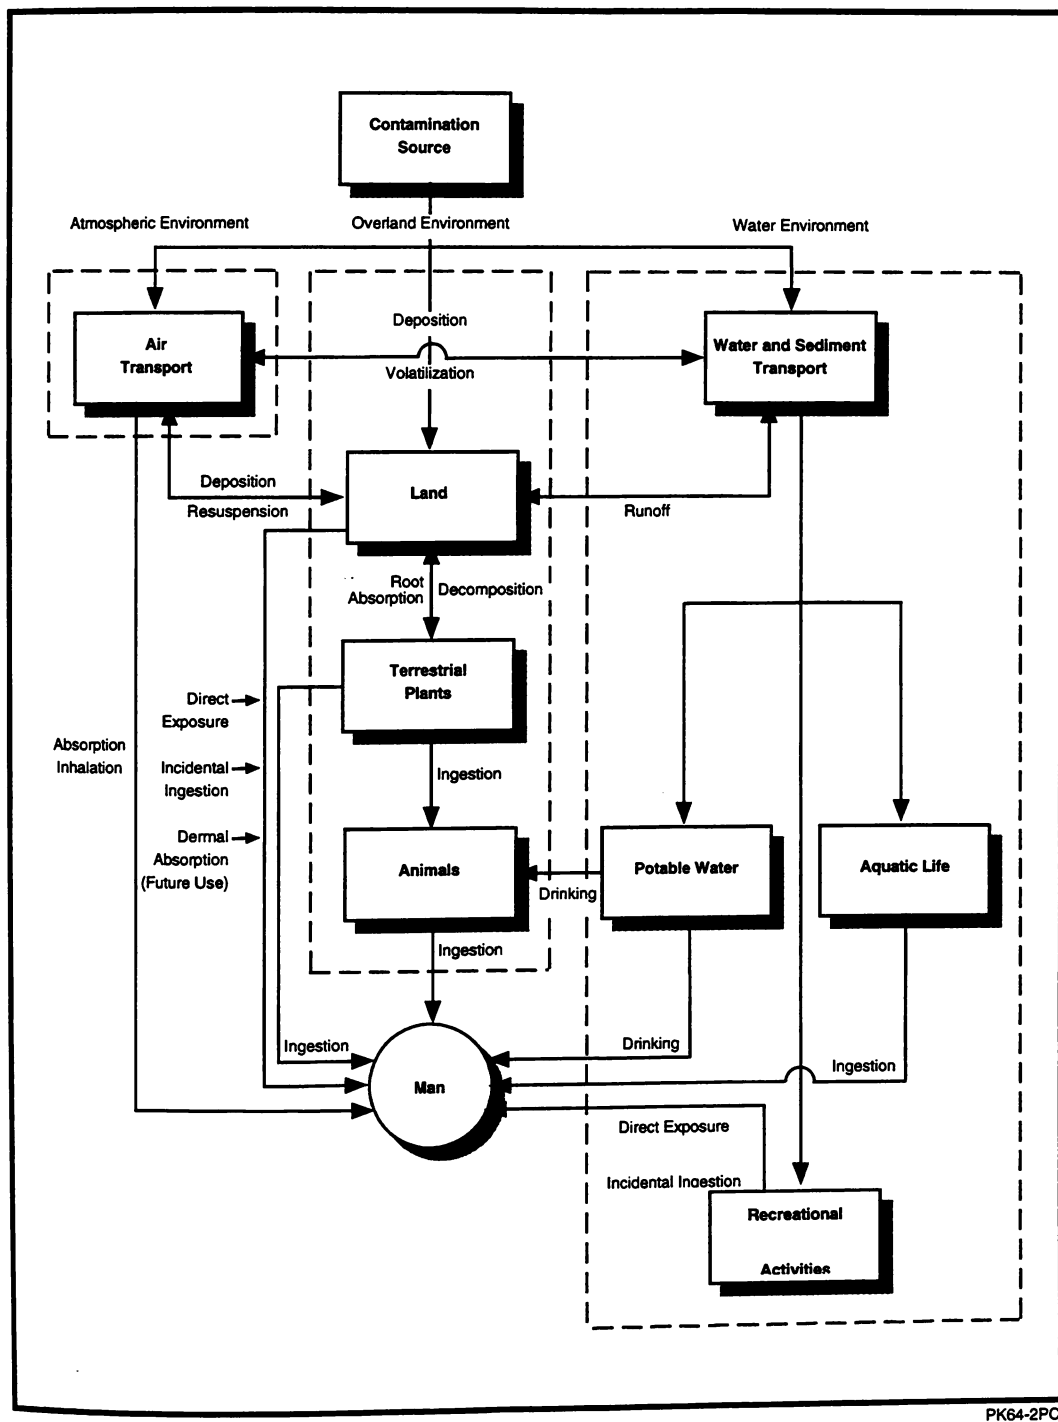 Contamination
Source
Atmospheric Environment
Overland Environment
Water Environment
Air
Transport
Deposition
Volatilization
Water and Sediment
Transport
Deposition
Resuspension
Land
Runoff
Root
Absorption
Decomposition
Terrestrial
Plants
Direct
Exposure
Absorption
Inhalation
Incidental
Ingestion
Ingestion
Dermal
Absorption
(Future Use)
Animals
Drinking
Potable Water
Aquatic Life
Ingestion
Ingestion
Drinking
Ingestion
Man
Direct Exposure
Incidental Ingestion
Recreational
Activities
PK64-2PC